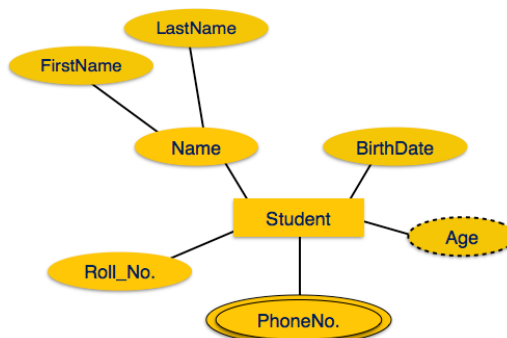 LastName
FirstName
Name
BirthDate
Student
Age
Roll_No.
PhoneNo.